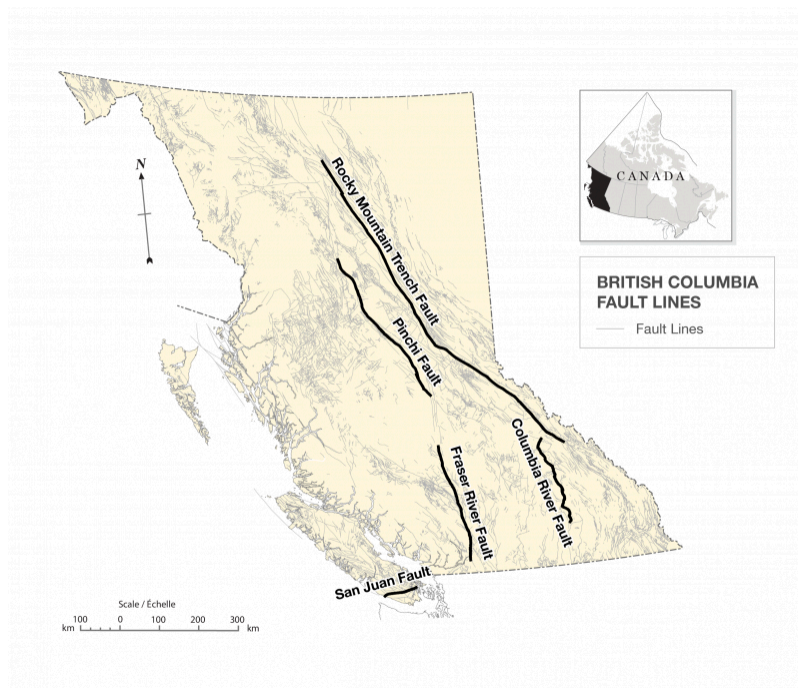 N
CANADA
BRITISH COLUMBIA
FAULT LINES
Fault Lines
Rocky Mountain Trench Fault
Pinchi Fault
Columbia River Fault
Fraser River Fault
San Juan Fault
Scale / Échelle
100 0 100 200 300
km km